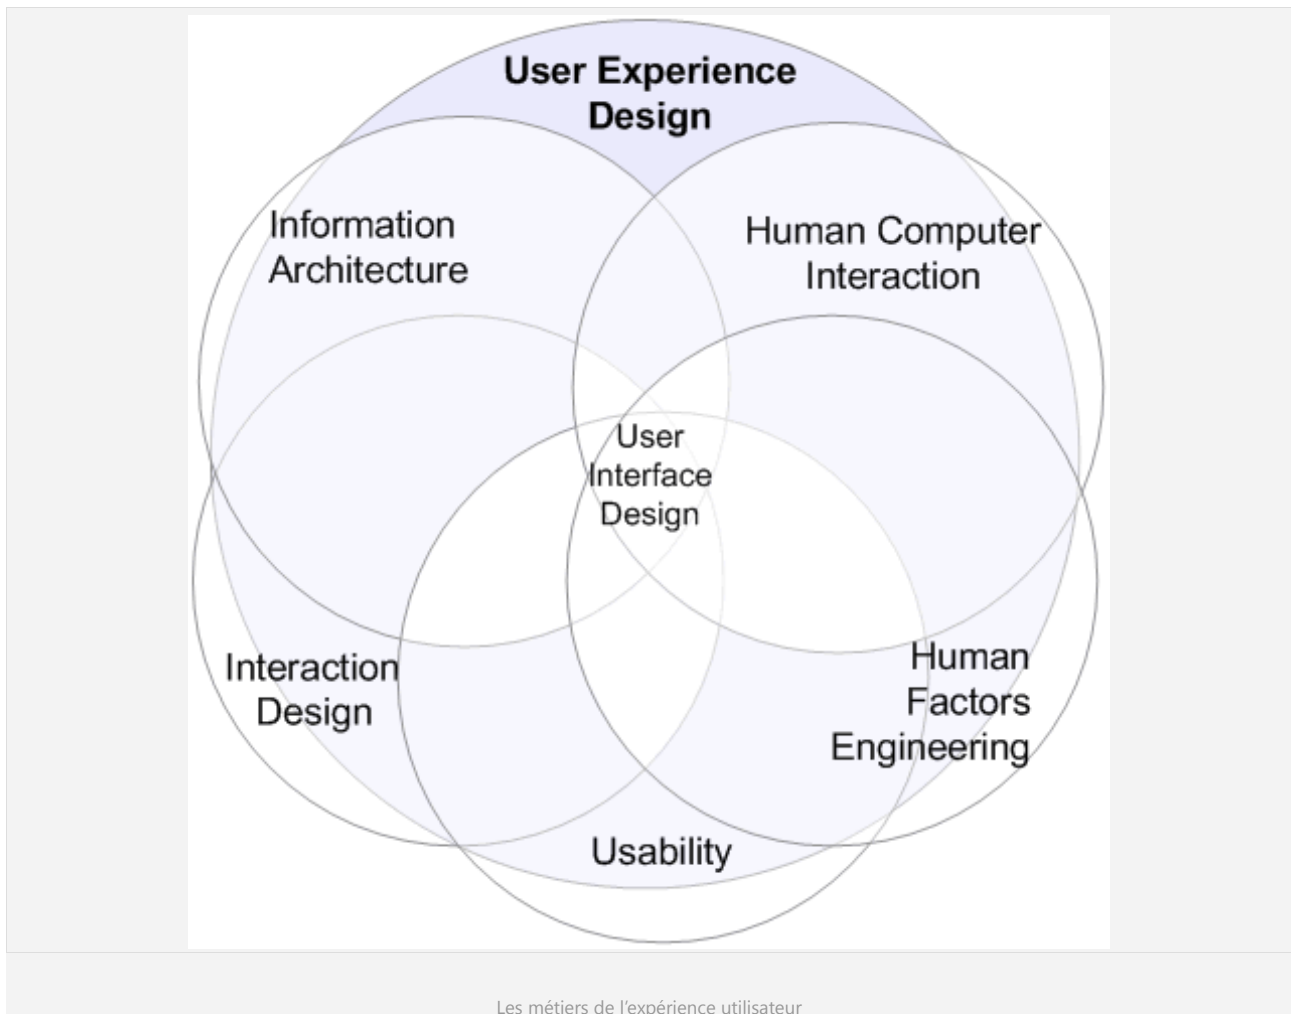 User Experience
Design
Information
Architecture
Human Computer
Interaction
User
Interface
Design
Interaction
Design
Human
Factors
Engineering
Usability
Les métiers de l’expérience utilisateur